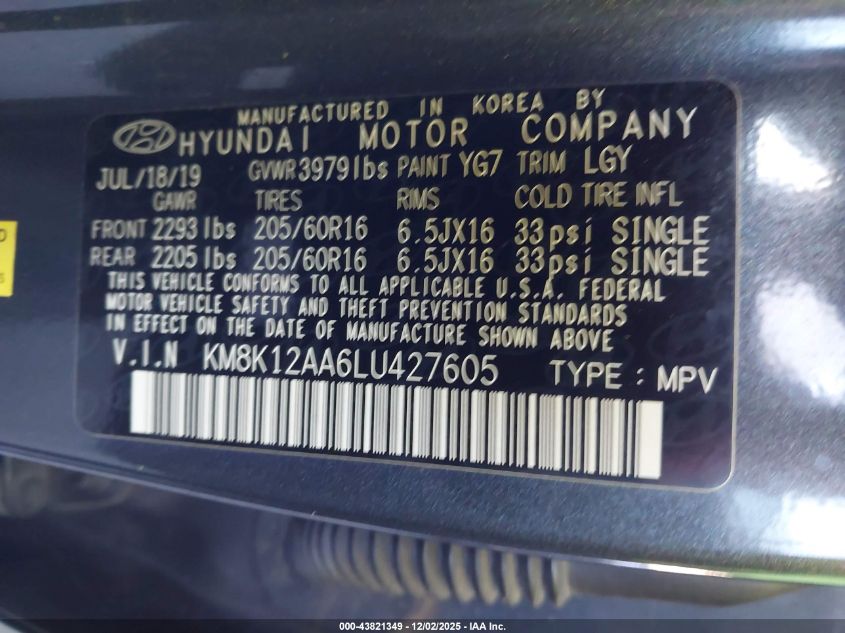 MANUFACTURED IN KOREA BY
HYUNDAI MOTOR COMPANY
JUL/18/19 GVWR 3979lbs PAINT YG7 TRIM LGY
GAWR TIRES RIMS COLD TIRE INFL
FRONT 2293 lbs 205/60R16 6.5JX16 33psi SINGLE
REAR 2205 lbs 205/60R16 6.5JX16 33psi SINGLE
THIS VEHICLE CONFORMS TO ALL APPLICABLE U.S.A. FEDERAL
MOTOR VEHICLE SAFETY AND THEFT PREVENTION STANDARDS
IN EFFECT ON THE DATE OF MANUFACTURE SHOWN ABOVE
V.I.N KM8K12AA6LU427605 TYPE : MPV
000-43821349 - 12/02/2025 - IAA Inc.